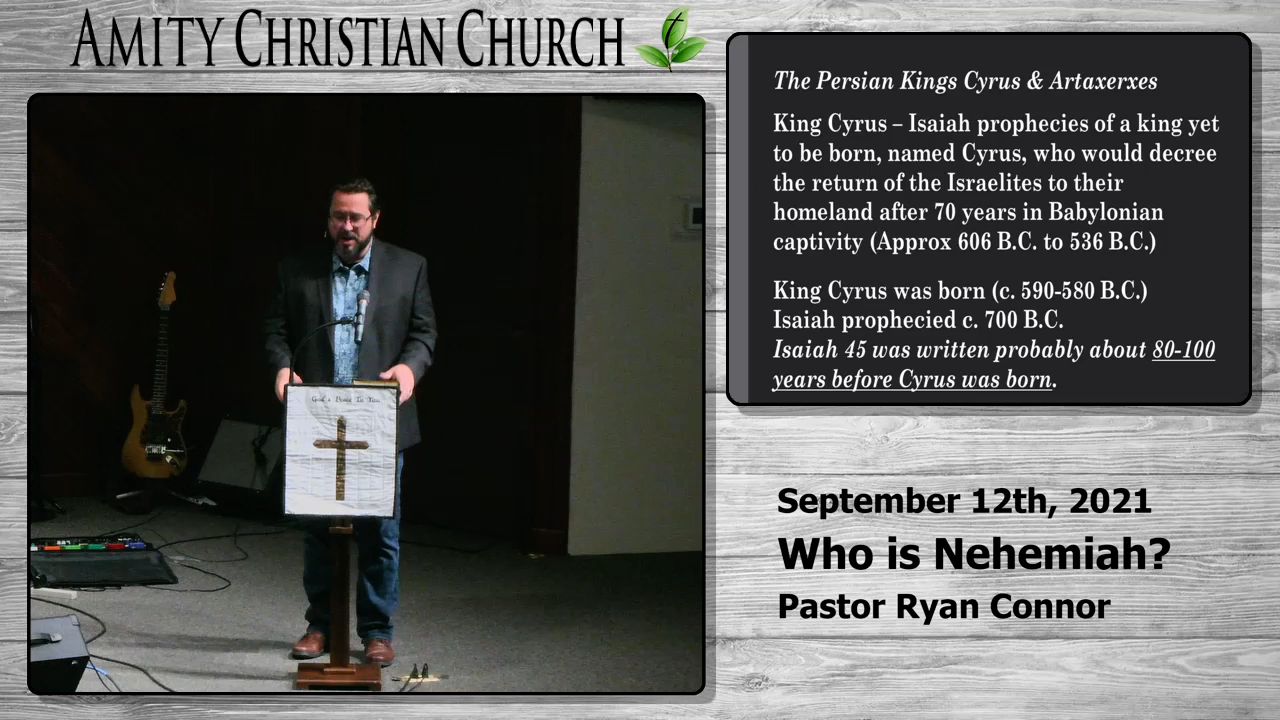 AMITY CHRISTIAN CHURCH
The Persian Kings Cyrus & Artaxerxes
King Cyrus – Isaiah prophecies of a king yet
to be born, named Cyrus, who would decree
the return of the Israelites to their
homeland after 70 years in Babylonian
captivity (Approx 606 B.C. to 536 B.C.)
King Cyrus was born (c. 590-580 B.C.)
Isaiah prophecied c. 700 B.C.
Isaiah 45 was written probably about 80-100
years before Cyrus was born.
September 12th, 2021
Who is Nehemiah?
Pastor Ryan Connor